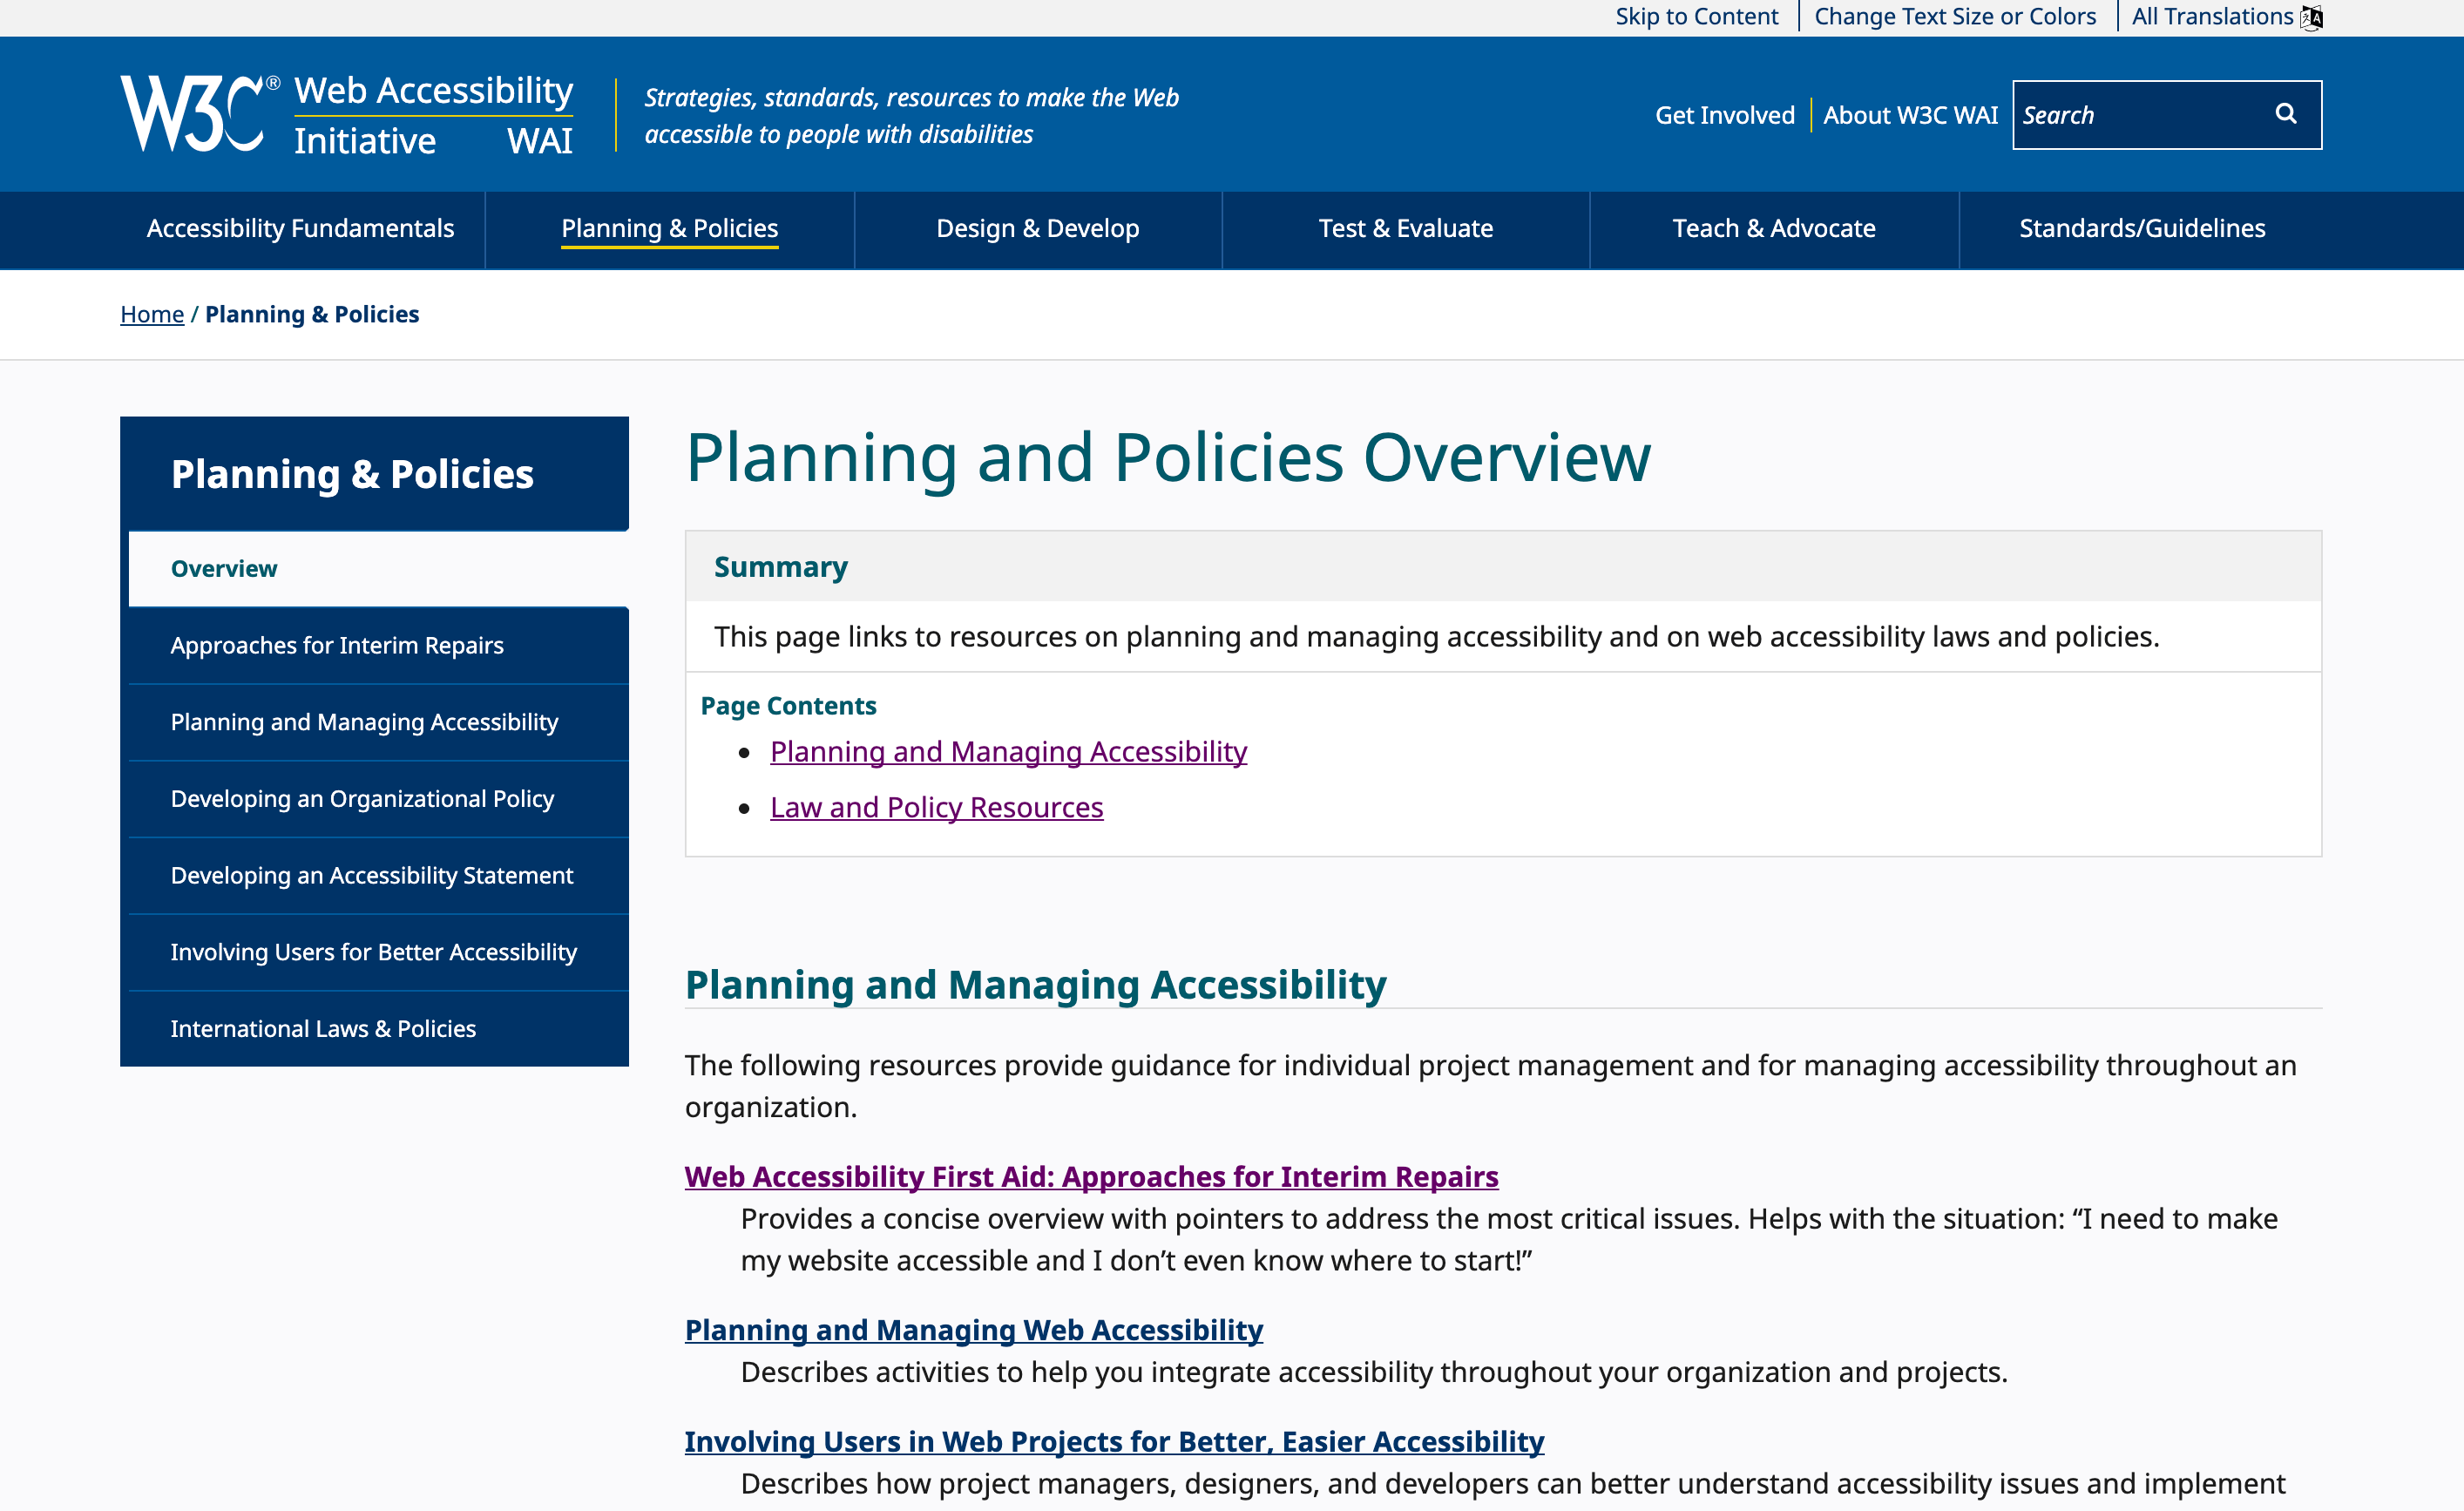 Skip to Content
Change Text Size or Colors
All Translations
W3C®
Web Accessibility
Initiative WAI
Strategies, standards, resources to make the Web
accessible to people with disabilities
Get Involved
About W3C WAI
Search
Accessibility Fundamentals
Planning & Policies
Design & Develop
Test & Evaluate
Teach & Advocate
Standards/Guidelines
Home / Planning & Policies
Planning & Policies
Overview
Approaches for Interim Repairs
Planning and Managing Accessibility
Developing an Organizational Policy
Developing an Accessibility Statement
Involving Users for Better Accessibility
International Laws & Policies
Planning and Policies Overview
Summary
This page links to resources on planning and managing accessibility and on web accessibility laws and policies.
Page Contents
Planning and Managing Accessibility
Law and Policy Resources
Planning and Managing Accessibility
The following resources provide guidance for individual project management and for managing accessibility throughout an
organization.
Web Accessibility First Aid: Approaches for Interim Repairs
Provides a concise overview with pointers to address the most critical issues. Helps with the situation: “I need to make
my website accessible and I don’t even know where to start!”
Planning and Managing Web Accessibility
Describes activities to help you integrate accessibility throughout your organization and projects.
Involving Users in Web Projects for Better, Easier Accessibility
Describes how project managers, designers, and developers can better understand accessibility issues and implement